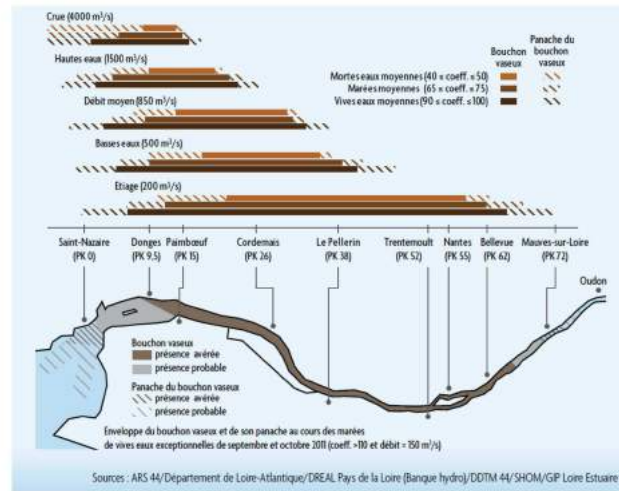 Crue (4000 m³/s)
Hautes eaux (1500 m³/s)
Débit moyen (850 m³/s)
Basses eaux (500 m³/s)
Etiage (200 m³/s)
Bouchon
vaseux
Panache du
bouchon
vaseux
Mortes eaux moyennes (40 ≤ coeff. ≤ 50)
Marées moyennes (65 ≤ coeff. ≤ 75)
Vives eaux moyennes (90 ≤ coeff. ≤ 100)
Saint-Nazaire
(PK 0)
Donges
(PK 9,5)
Paimbœuf
(PK 15)
Cordemais
(PK 26)
Le Pellerin
(PK 38)
Trentemoult
(PK 52)
Nantes
(PK 55)
Bellevue
(PK 62)
Mauves-sur-Loire
(PK 72)
Oudon
Bouchon vaseux
présence avérée
présence probable
Panache du bouchon vaseux
présence avérée
présence probable
Enveloppe du bouchon vaseux et de son panache au cours des marées
de vives eaux exceptionnelles de septembre et octobre 2011 (coeff. >110 et débit = 150 m³/s)
Sources : ARS 44/Département de Loire-Atlantique/DREAL Pays de la Loire (Banque hydro)/DDTM 44/SHOM/GIP Loire Estuaire